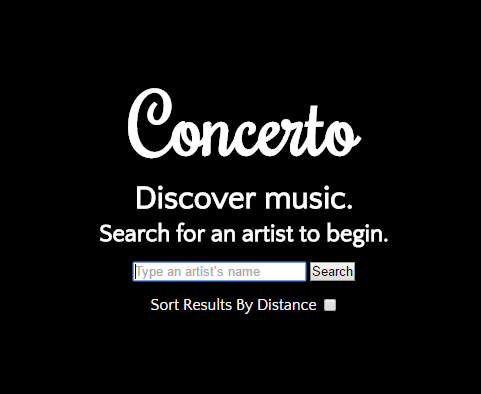 Concerto
Discover music.
Search for an artist to begin.
Type an artist's name Search
Sort Results By Distance